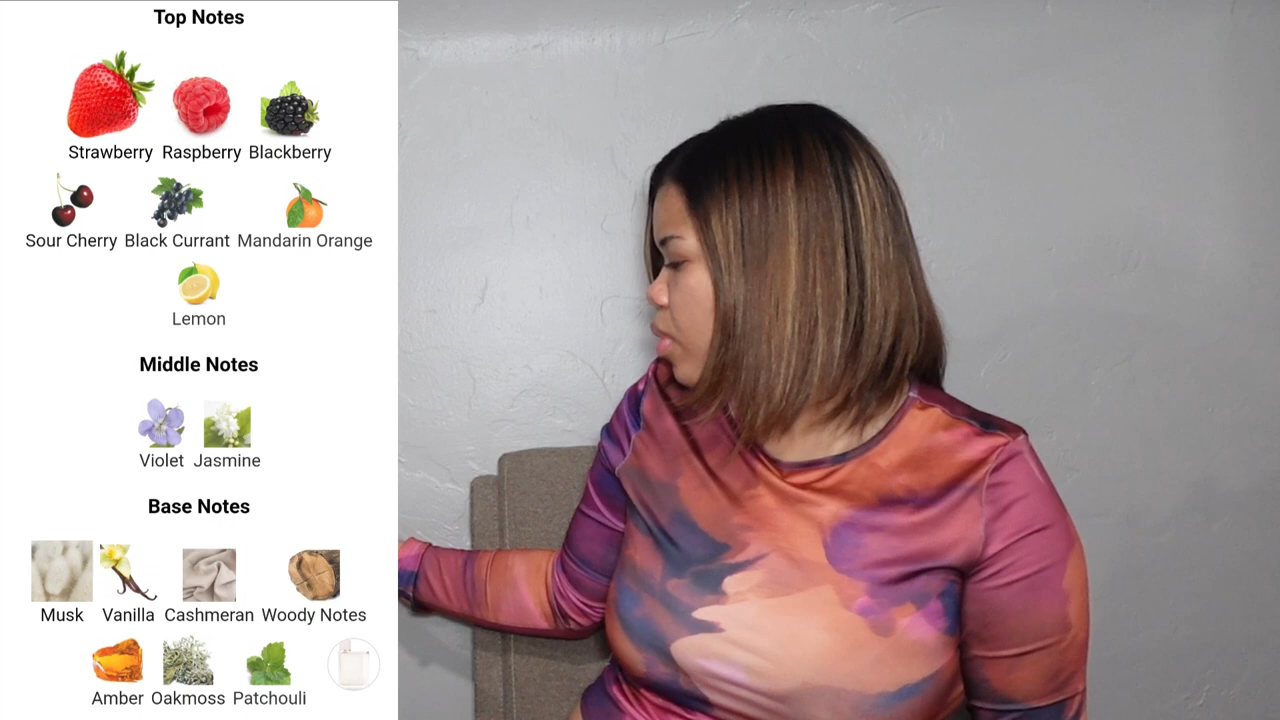 Top Notes
Strawberry Raspberry Blackberry
Sour Cherry Black Currant Mandarin Orange
Lemon
Middle Notes
Violet Jasmine
Base Notes
Musk Vanilla Cashmeran Woody Notes
Amber Oakmoss Patchouli